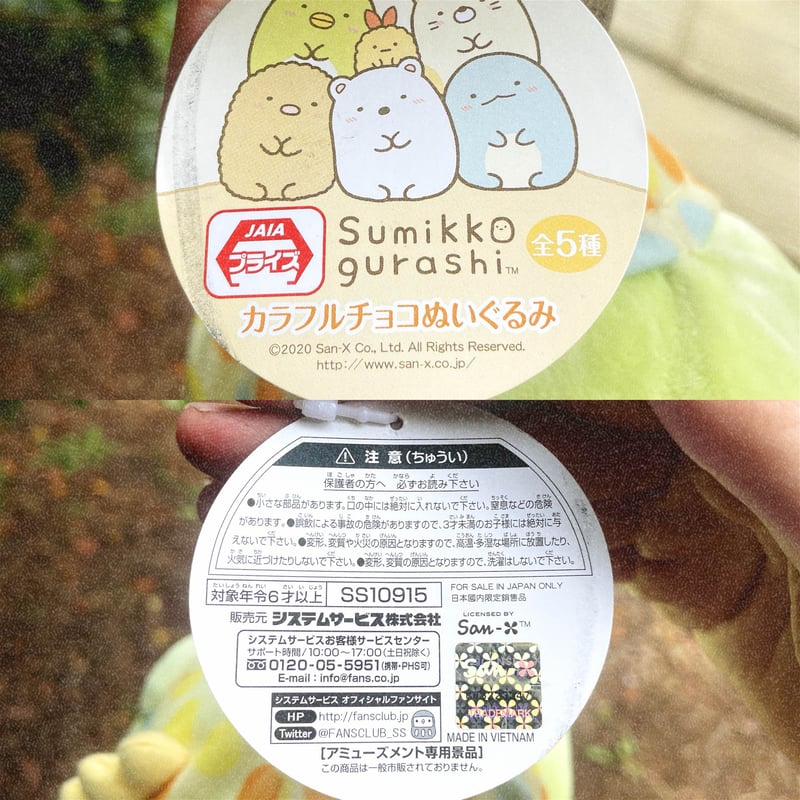 JAIA
プライズ
Sumikko
gurashi™
全5種
カラフルチョコぬいぐるみ
©2020 San-X Co., Ltd. All Rights Reserved.
http://www.san-x.co.jp/
⚠ 注意(ちゅうい)
保護者の方へ 必ずお読み下さい
●小さな部品があります。口の中には絶対に入れないで下さい。窒息などの危険
があります。●誤飲による事故の危険がありますので、3才未満のお子様には絶対に与
えないで下さい。●変形、変質や火災の原因となりますので、高温・多湿な場所に放置したり、
火気に近づけたりしないで下さい。●変形、変質の原因となりますので、洗濯はしないで下さい。
対象年令6才以上
SS10915
FOR SALE IN JAPAN ONLY
日本国内限定販売品
販売元 システムサービス株式会社
LICENSED BY
San-X™
システムサービスお客様サービスセンター
サポート時間/10:00〜17:00(土日祝除く)
0120-05-5951(携帯・PHS可)
E-mail : info@fans.co.jp
システムサービス オフィシャルファンサイト
HP http://fansclub.jp
Twitter @FANSCLUB_SS
TRADEMARK
MADE IN VIETNAM
[アミューズメント専用景品]
この商品は一般市販されておりません。